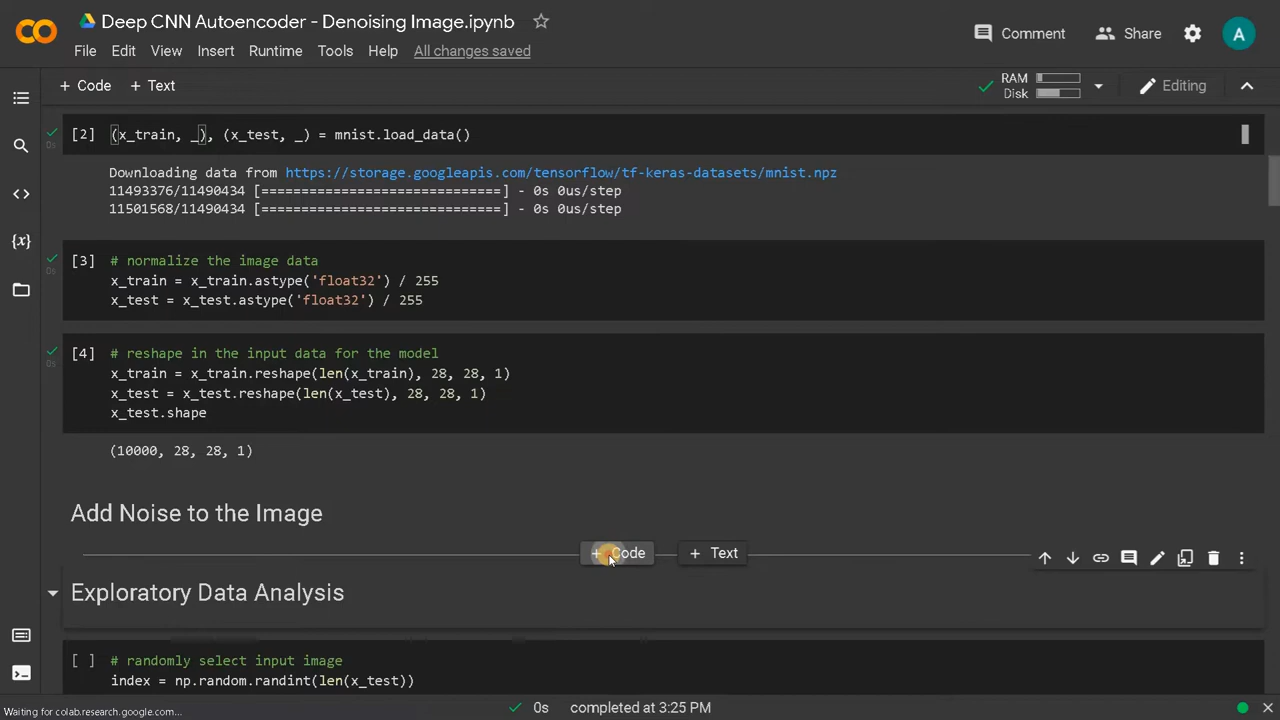 Deep CNN Autoencoder - Denoising Image.ipynb
File Edit View Insert Runtime Tools Help All changes saved
Comment Share A
+ Code + Text
RAM
Disk
Editing
[2] (x_train, _), (x_test, _) = mnist.load_data()
Downloading data from https://storage.googleapis.com/tensorflow/tf-keras-datasets/mnist.npz
11493376/11490434 [==============================] - 0s 0us/step
11501568/11490434 [==============================] - 0s 0us/step
0s
[3] # normalize the image data
x_train = x_train.astype('float32') / 255
x_test = x_test.astype('float32') / 255
0s
[4] # reshape in the input data for the model
x_train = x_train.reshape(len(x_train), 28, 28, 1)
x_test = x_test.reshape(len(x_test), 28, 28, 1)
x_test.shape
0s
(10000, 28, 28, 1)
Add Noise to the Image
+ Code + Text
Exploratory Data Analysis
[ ] # randomly select input image
index = np.random.randint(len(x_test))
Waiting for colab.research.google.com...
0s completed at 3:25 PM